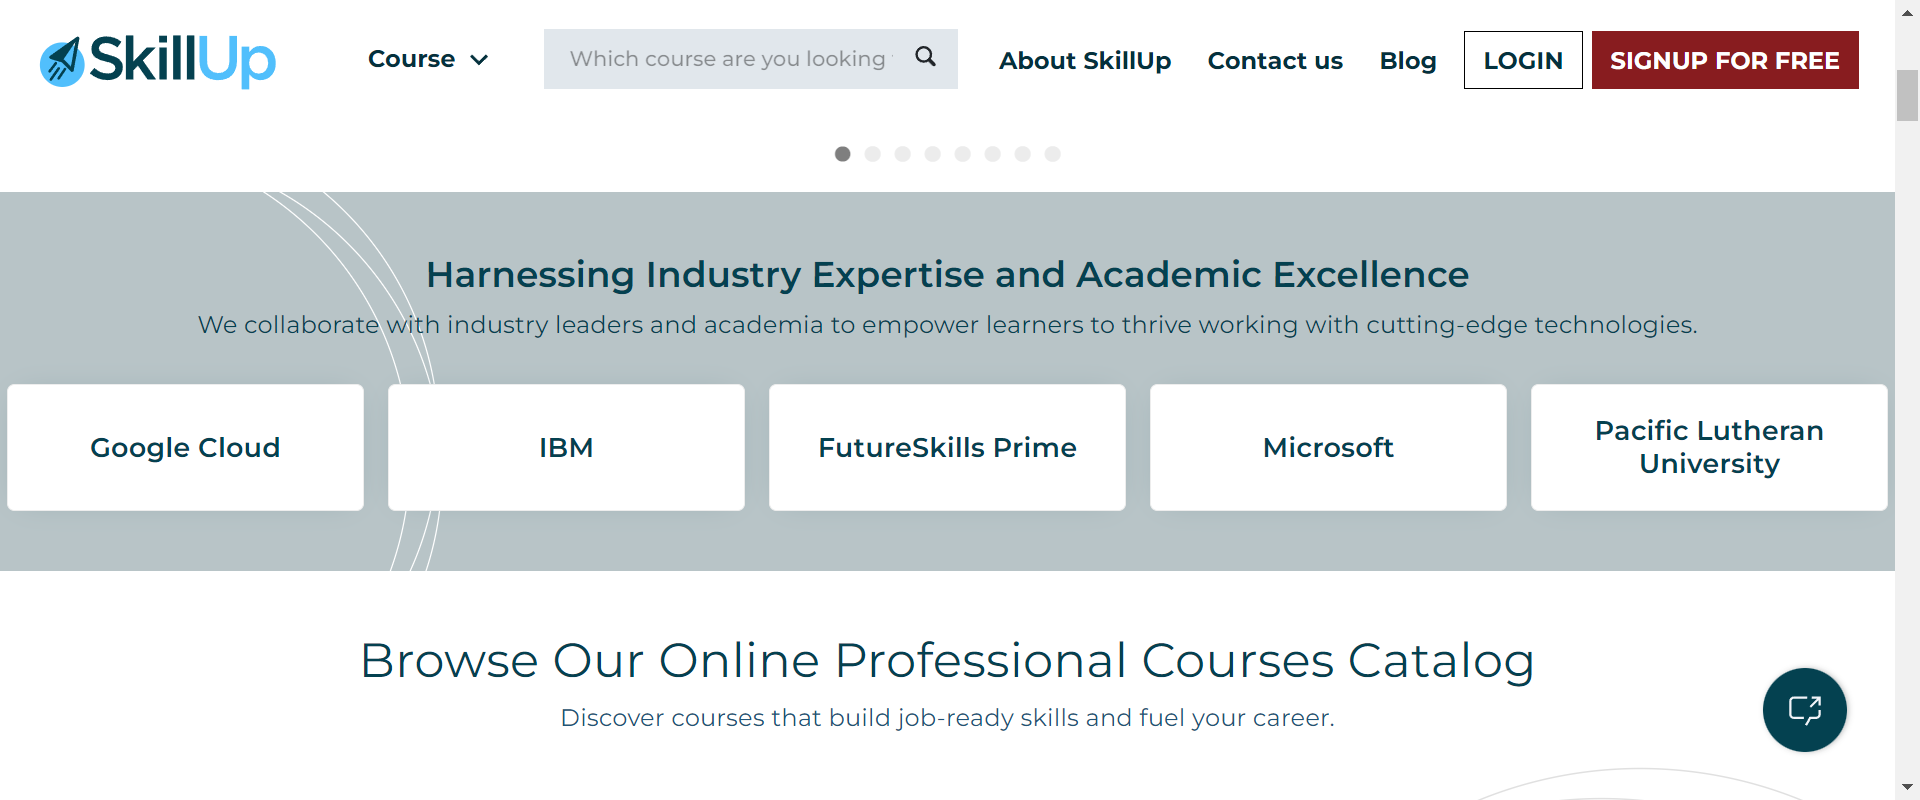 SkillUp
Course
Which course are you looking
About SkillUp
Contact us
Blog
LOGIN
SIGNUP FOR FREE
Harnessing Industry Expertise and Academic Excellence
We collaborate with industry leaders and academia to empower learners to thrive working with cutting-edge technologies.
Google Cloud
IBM
FutureSkills Prime
Microsoft
Pacific Lutheran
University
Browse Our Online Professional Courses Catalog
Discover courses that build job-ready skills and fuel your career.